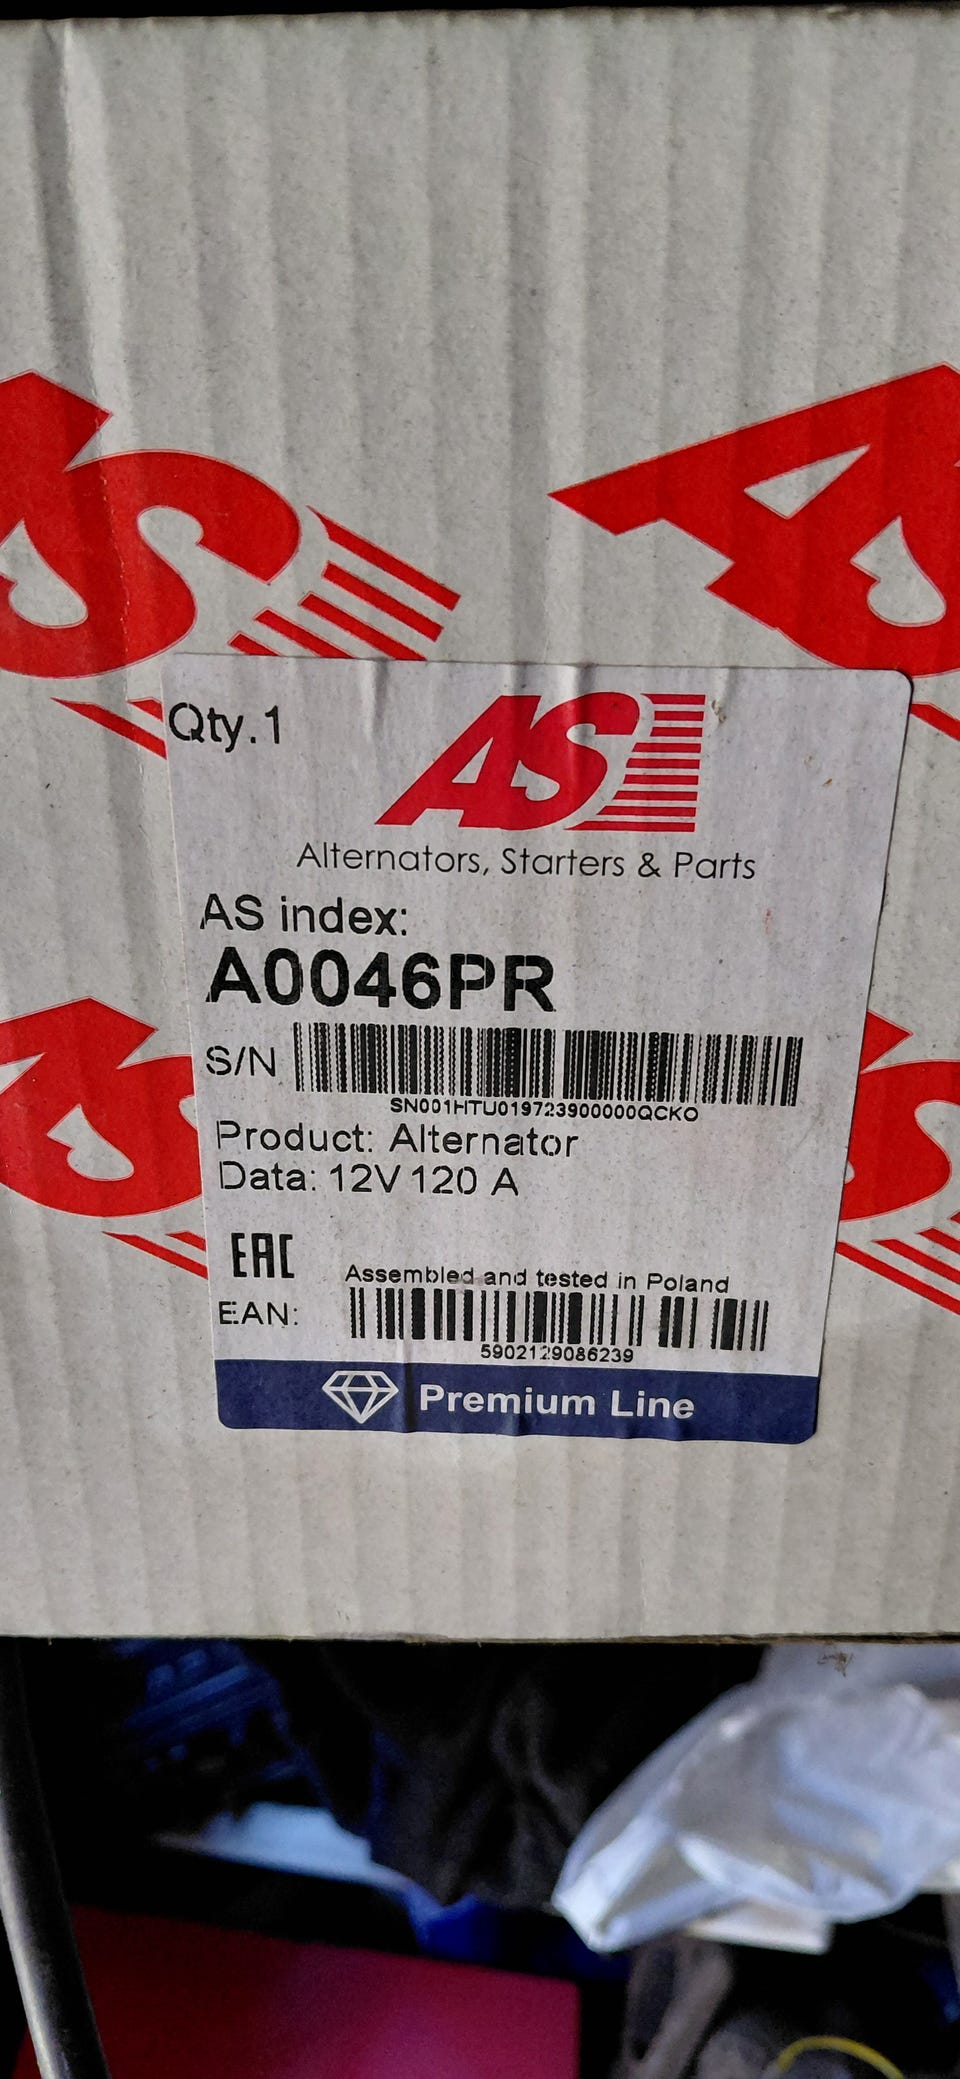 Qty.1
AS
Alternators, Starters & Parts
AS index:
A0046PR
S/N
SN001HTU019723900000QCKO
Product: Alternator
Data: 12V 120 A
EAC
Assembled and tested in Poland
EAN:
5902129086239
Premium Line